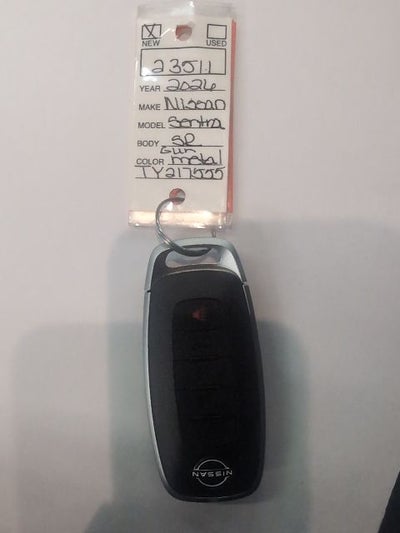 NEW USED
23511
YEAR 2026
MAKE Nissan
MODEL Sentra
BODY SR
COLOR Gun metal
TY217555
NISSAN